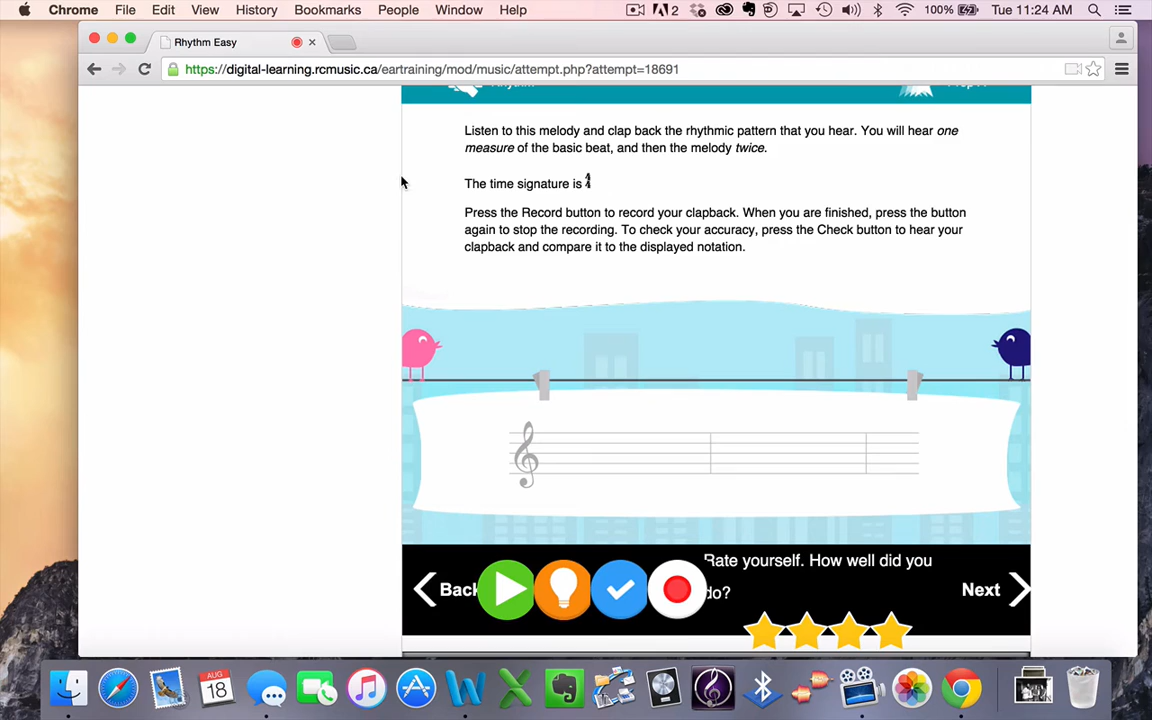 Chrome File Edit View History Bookmarks People Window Help 2 100% Tue 11:24 AM
Rhythm Easy
https://digital-learning.rcmusic.ca/eartraining/mod/music/attempt.php?attempt=18691
Listen to this melody and clap back the rhythmic pattern that you hear. You will hear one
measure of the basic beat, and then the melody twice.
The time signature is 4/4
Press the Record button to record your clapback. When you are finished, press the button
again to stop the recording. To check your accuracy, press the Check button to hear your
clapback and compare it to the displayed notation.
Rate yourself. How well did you
do?
Back
Next
AUG
18